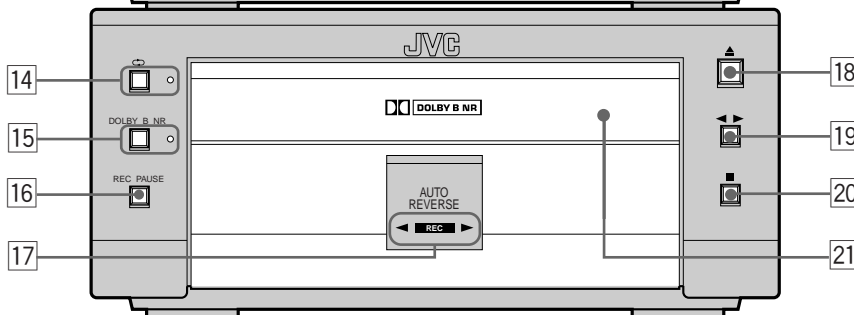 JVC
14
18
DOLBY B NR
15
DOLBY B NR
19
REC PAUSE
16
AUTO
REVERSE
20
REC
17
21